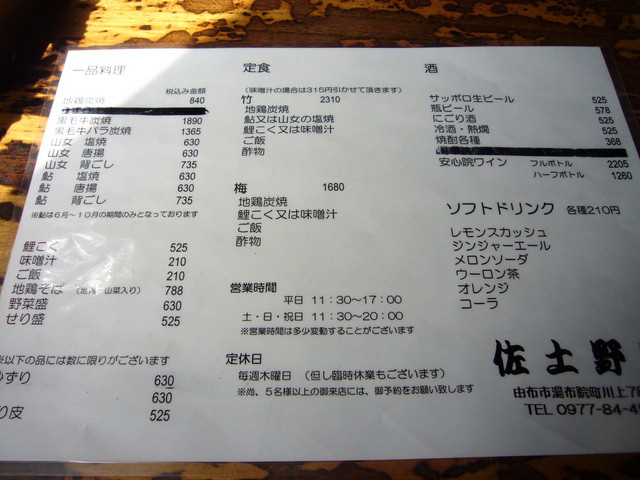 一品料理
税込み金額
地鶏炭焼 840
黒毛牛炭焼 1890
黒毛牛バラ炭焼 1365
山女 塩焼 630
山女 唐揚 630
山女 背ごし 735
鮎 塩焼 630
鮎 唐揚 630
鮎 背ごし 735
※鮎は6月～10月の期間のみとなっております
鯉こく 525
味噌汁 210
ご飯 210
地鶏そば (地鶏・山菜入り) 788
野菜盛 630
せり盛 525
※以下の品には数に限りがございます
ずり 630
630
り皮 525
定食
(味噌汁の場合は315円引かせて頂きます)
竹 2310
地鶏炭焼
鮎又は山女の塩焼
鯉こく又は味噌汁
ご飯
酢物
梅 1680
地鶏炭焼
鯉こく又は味噌汁
ご飯
酢物
営業時間
平日 11:30～17:00
土・日・祝日 11:30～20:00
※営業時間は多少変動することがございます
定休日
毎週木曜日 (但し臨時休業もございます)
※尚、5名様以上の御来店には、御予約をお願い致します
酒
サッポロ生ビール 525
瓶ビール 578
にごり酒 525
冷酒・熱燗 525
焼酎各種 368
安心院ワイン フルボトル 2205
ハーフボトル 1260
ソフトドリンク 各種210円
レモンスカッシュ
ジンジャーエール
メロンソーダ
ウーロン茶
オレンジ
コーラ
佐土野
由布市湯布院町川上7
TEL 0977-84-4